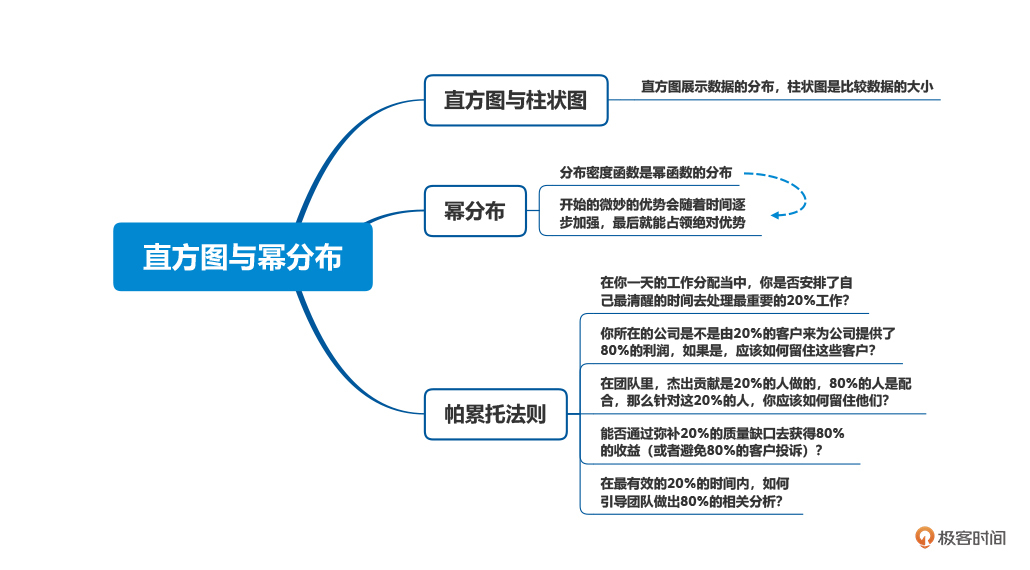 直方图与柱状图
直方图展示数据的分布，柱状图是比较数据的大小
分布密度函数是幂函数的分布
幂分布
开始的微妙的优势会随着时间逐
步加强，最后就能占领绝对优势
直方图与幂分布
在你一天的工作分配当中，你是否安排了自
己最清醒的时间去处理最重要的20%工作？
你所在的公司是不是由20%的客户来为公司提供了
80%的利润，如果是，应该如何留住这些客户？
帕累托法则
在团队里，杰出贡献是20%的人做的，80%的人是配
合，那么针对这20%的人，你应该如何留住他们？
能否通过弥补20%的质量缺口去获得80%
的收益（或者避免80%的客户投诉）？
在最有效的20%的时间内，如何
引导团队做出80%的相关分析？
极客时间